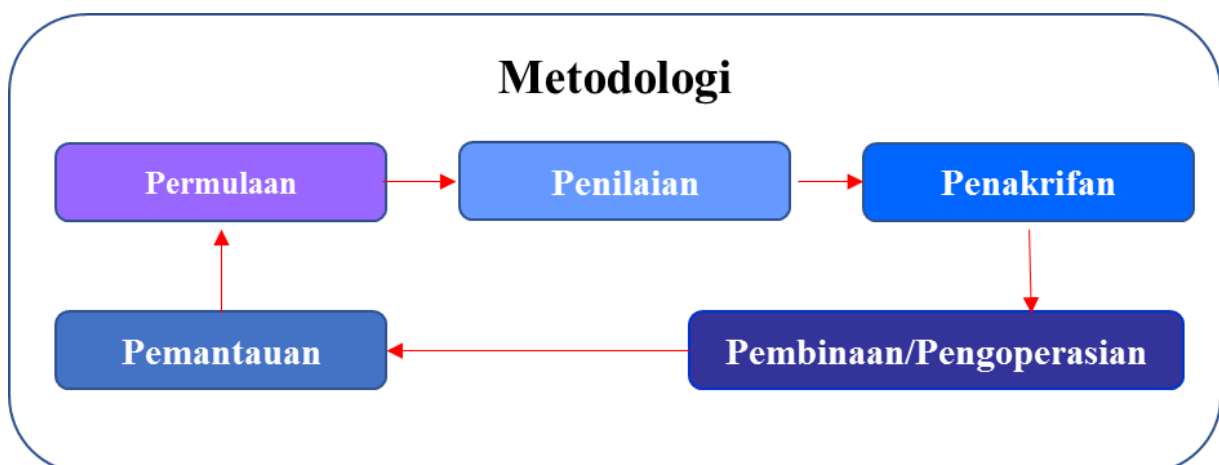 Metodologi
Permulaan
Penilaian
Penakrifan
Pemantauan
Pembinaan/Pengoperasian